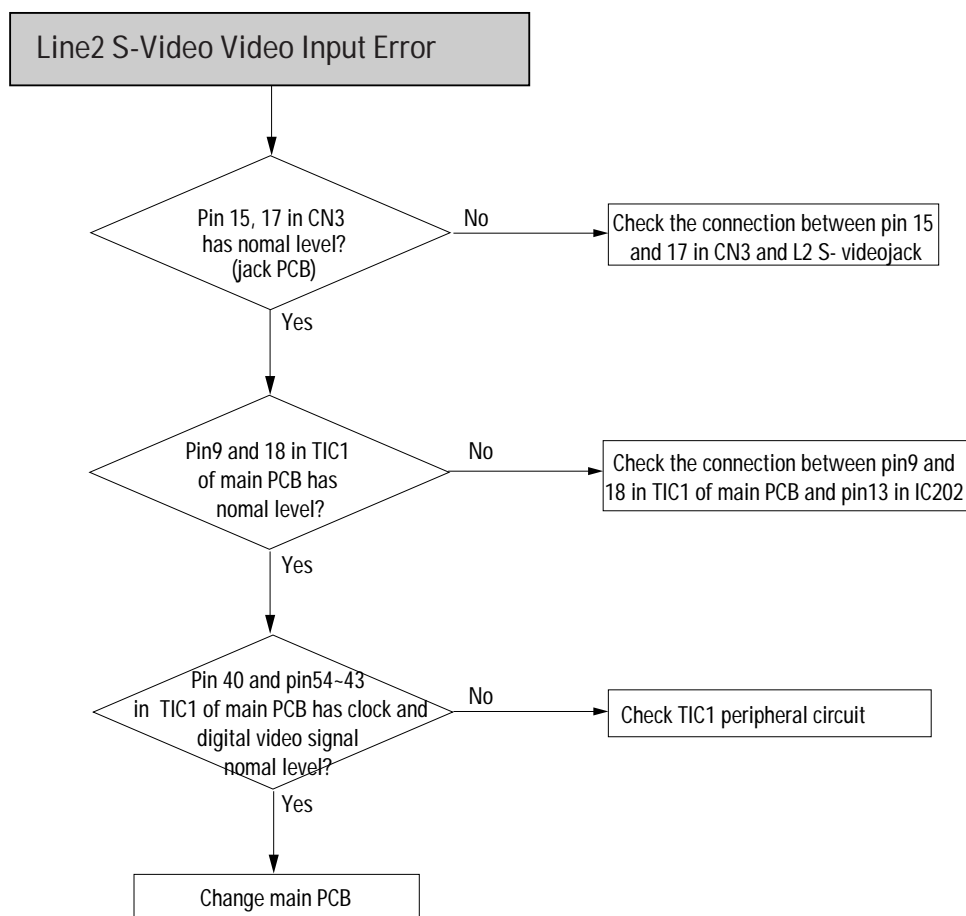 Line2 S-Video Video Input Error
Pin 15, 17 in CN3
has nomal level?
(jack PCB)
No
Check the connection between pin 15
and 17 in CN3 and L2 S- videojack
Yes
Pin9 and 18 in TIC1
of main PCB has
nomal level?
No
Check the connection between pin9 and
18 in TIC1 of main PCB and pin13 in IC202
Yes
Pin 40 and pin54~43
in TIC1 of main PCB has clock and
digital video signal
nomal level?
No
Check TIC1 peripheral circuit
Yes
Change main PCB